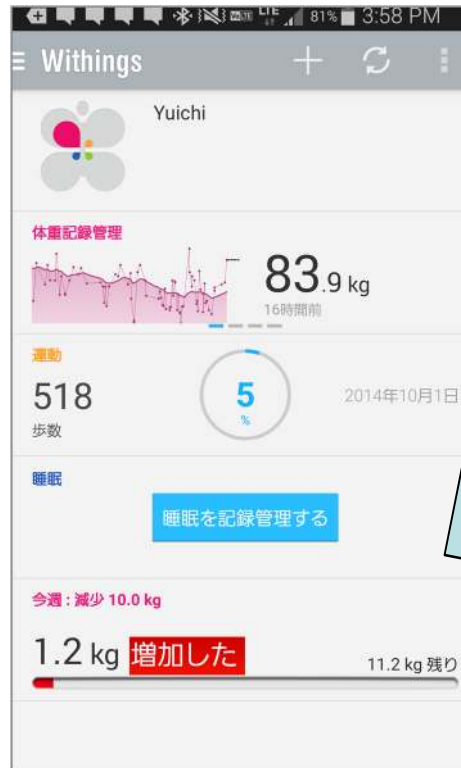 81% 3:58 PM
Withings
Yuichi
体重記録管理
83.9 kg
16時間前
運動
518
5
%
2014年10月1日
歩数
睡眠
睡眠を記録管理する
今週 : 減少 10.0 kg
1.2 kg 増加した
11.2 kg 残り